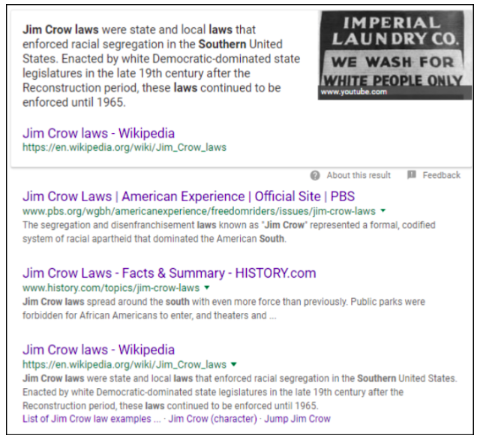 Jim Crow laws were state and local laws that
enforced racial segregation in the Southern United
States. Enacted by white Democratic-dominated state
legislatures in the late 19th century after the
Reconstruction period, these laws continued to be
enforced until 1965.
IMPERIAL
LAUNDRY CO.
WE WASH FOR
WHITE PEOPLE ONLY
www.youtube.com
Jim Crow laws - Wikipedia
https://en.wikipedia.org/wiki/Jim_Crow_laws
About this result Feedback
Jim Crow Laws | American Experience | Official Site | PBS
www.pbs.org/wgbh/americanexperience/freedomriders/issues/jim-crow-laws
The segregation and disenfranchisement laws known as "Jim Crow" represented a formal, codified
system of racial apartheid that dominated the American South.
Jim Crow Laws - Facts & Summary - HISTORY.com
www.history.com/topics/jim-crow-laws
Jim Crow laws spread around the south with even more force than previously. Public parks were
forbidden for African Americans to enter, and theaters and ...
Jim Crow laws - Wikipedia
https://en.wikipedia.org/wiki/Jim_Crow_laws
Jim Crow laws were state and local laws that enforced racial segregation in the Southern United States.
Enacted by white Democratic-dominated state legislatures in the late 19th century after the
Reconstruction period, these laws continued to be enforced until 1965.
List of Jim Crow law examples ... · Jim Crow (character) · Jump Jim Crow